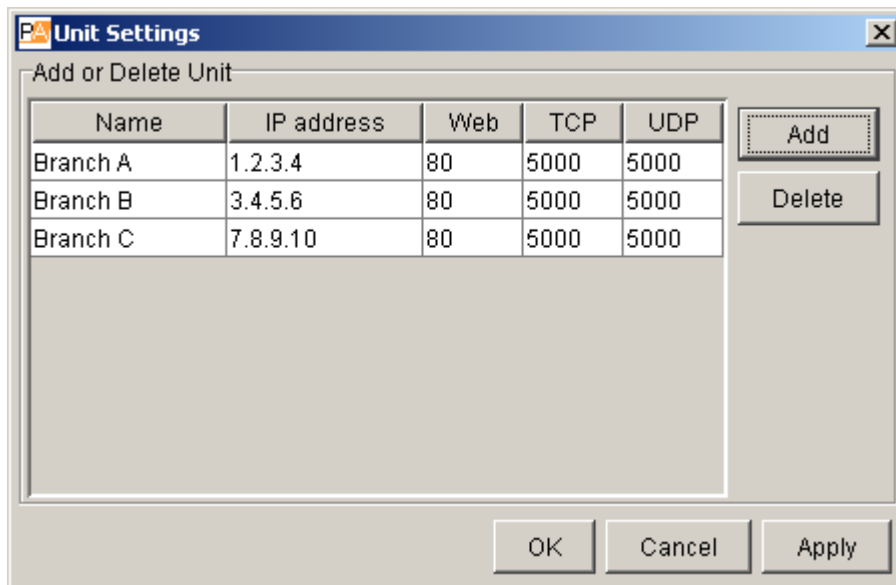 PA Unit Settings
Add or Delete Unit
Name IP address Web TCP UDP
Branch A 1.2.3.4 80 5000 5000
Branch B 3.4.5.6 80 5000 5000
Branch C 7.8.9.10 80 5000 5000
Add
Delete
OK Cancel Apply